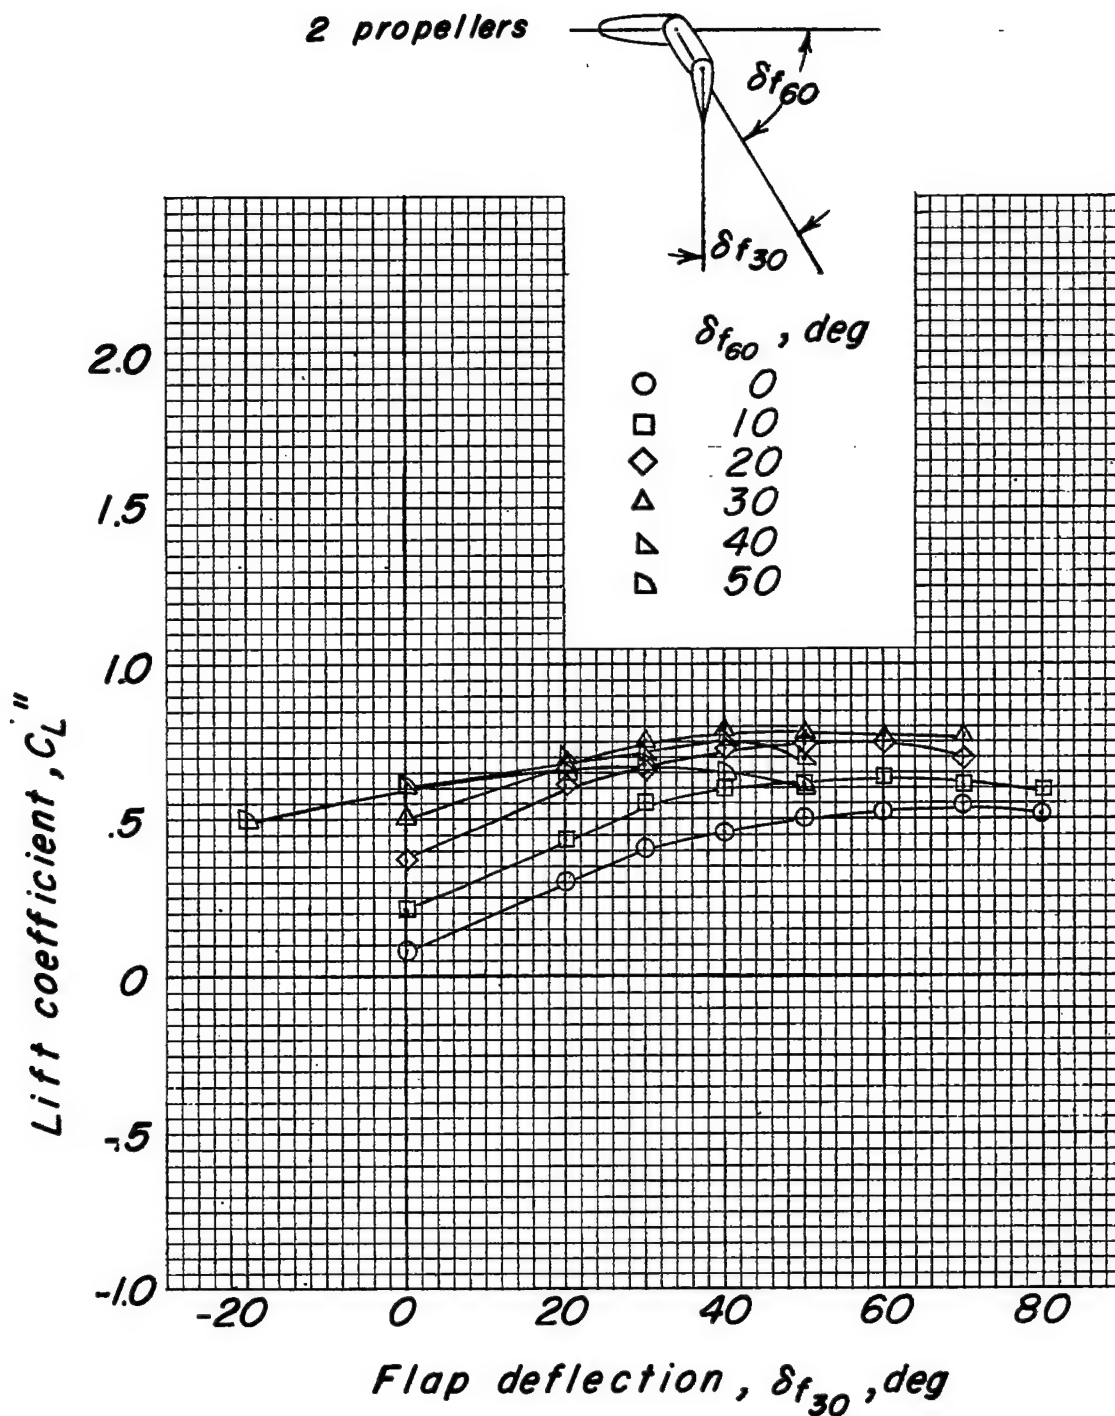 2 propellers
δf60
δf30
δf60, deg
0
10
20
30
40
50
2.0
1.5
1.0
.5
0
-.5
-1.0
Lift coefficient, CL"
-20 0 20 40 60 80
Flap deflection, δf30, deg